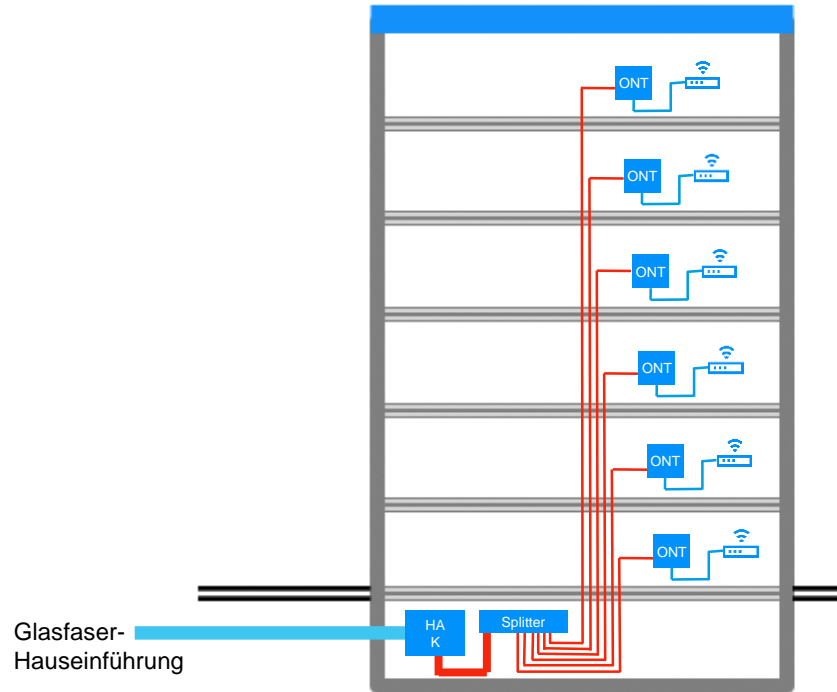 ONT
ONT
ONT
ONT
ONT
ONT
HA
K
Splitter
Glasfaser-
Hauseinführung